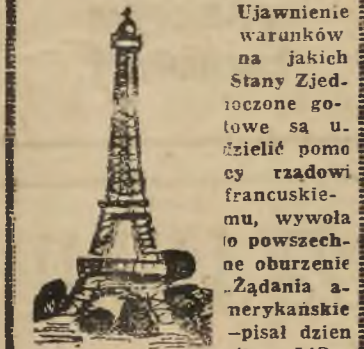 Ujawnienie
warunków
na jakich
Stany Zjed-
noczone go-
towe są u-
dzielić pomo
cy rządowi
francuskie-
mu, wywoła
ło powszech-
ne oburzenie
„Żądania a-
merykańskie
—pisał dzien